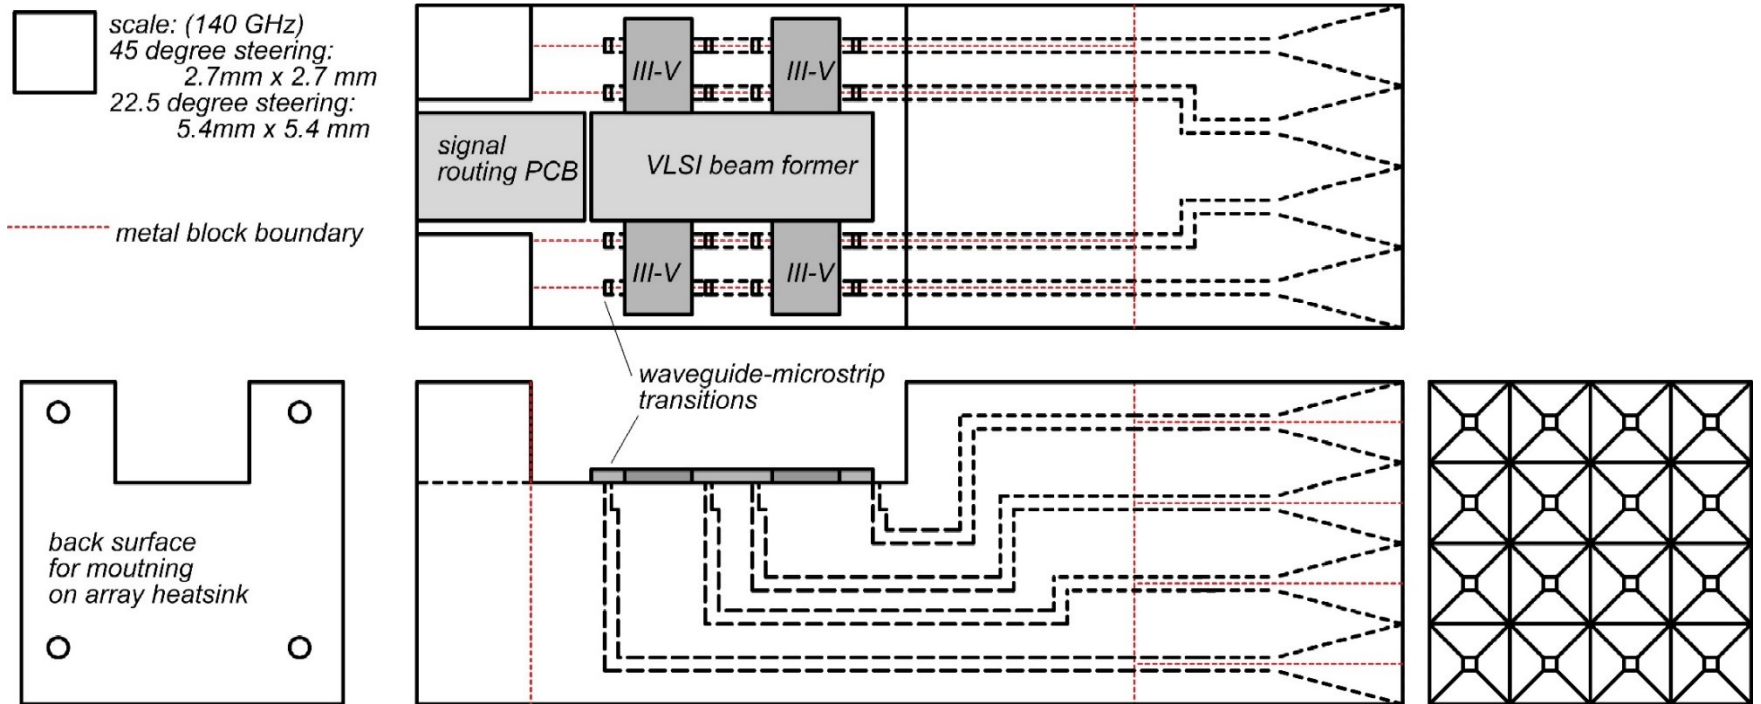 scale: (140 GHz)
45 degree steering:
2.7mm x 2.7 mm
22.5 degree steering:
5.4mm x 5.4 mm
metal block boundary
III-V
III-V
signal
routing PCB
VLSI beam former
III-V
III-V
waveguide-microstrip
transitions
back surface
for moutning
on array heatsink